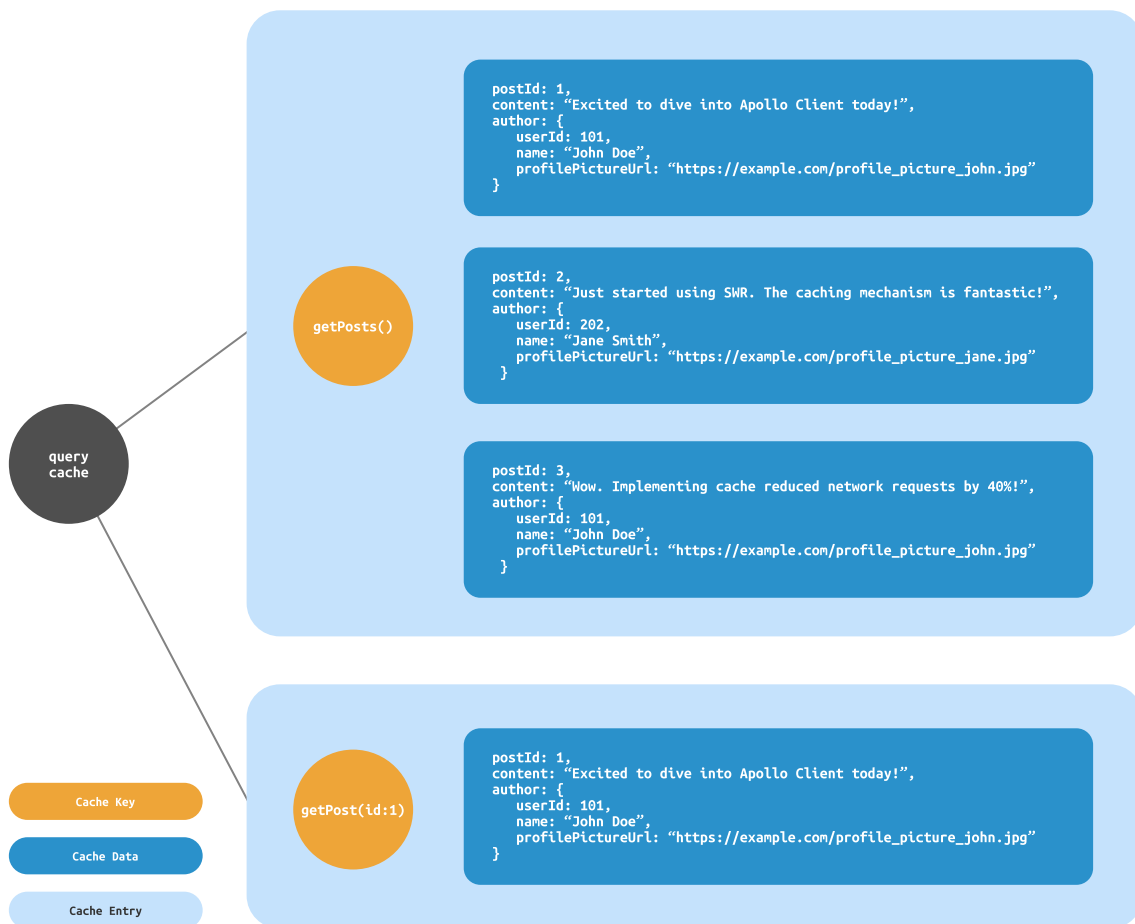 postId: 1,
content: “Excited to dive into Apollo Client today!”,
author: {
userId: 101,
name: “John Doe”,
profilePictureUrl: “https://example.com/profile_picture_john.jpg”
}
getPosts()
postId: 2,
content: “Just started using SWR. The caching mechanism is fantastic!”,
author: {
userId: 202,
name: “Jane Smith”,
profilePictureUrl: “https://example.com/profile_picture_jane.jpg”
}
query
cache
postId: 3,
content: “Wow. Implementing cache reduced network requests by 40%!”,
author: {
userId: 101,
name: “John Doe”,
profilePictureUrl: “https://example.com/profile_picture_john.jpg”
}
getPost(id:1)
postId: 1,
content: “Excited to dive into Apollo Client today!”,
author: {
userId: 101,
name: “John Doe”,
profilePictureUrl: “https://example.com/profile_picture_john.jpg”
}
Cache Key
Cache Data
Cache Entry